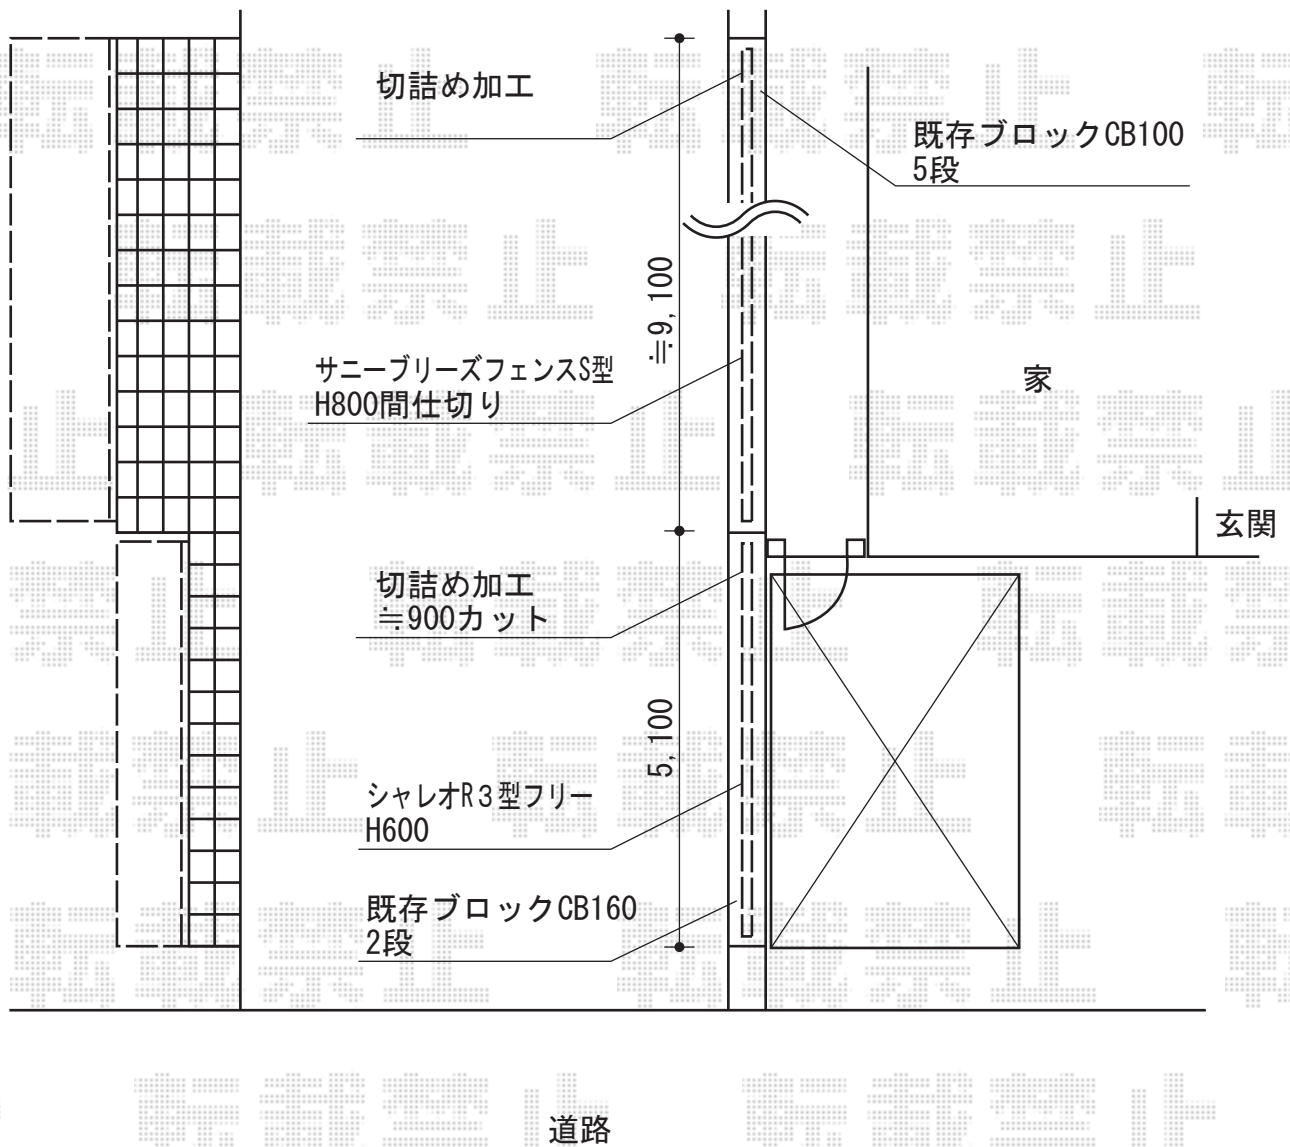 切詰め加工
既存ブロックCB100
5段
≒9,100
サニーブリーズフェンスS型
H800間仕切り
家
玄関
切詰め加工
≒900カット
5,100
シャレオR3型フリー
H600
既存ブロックCB160
2段
道路
転載禁止